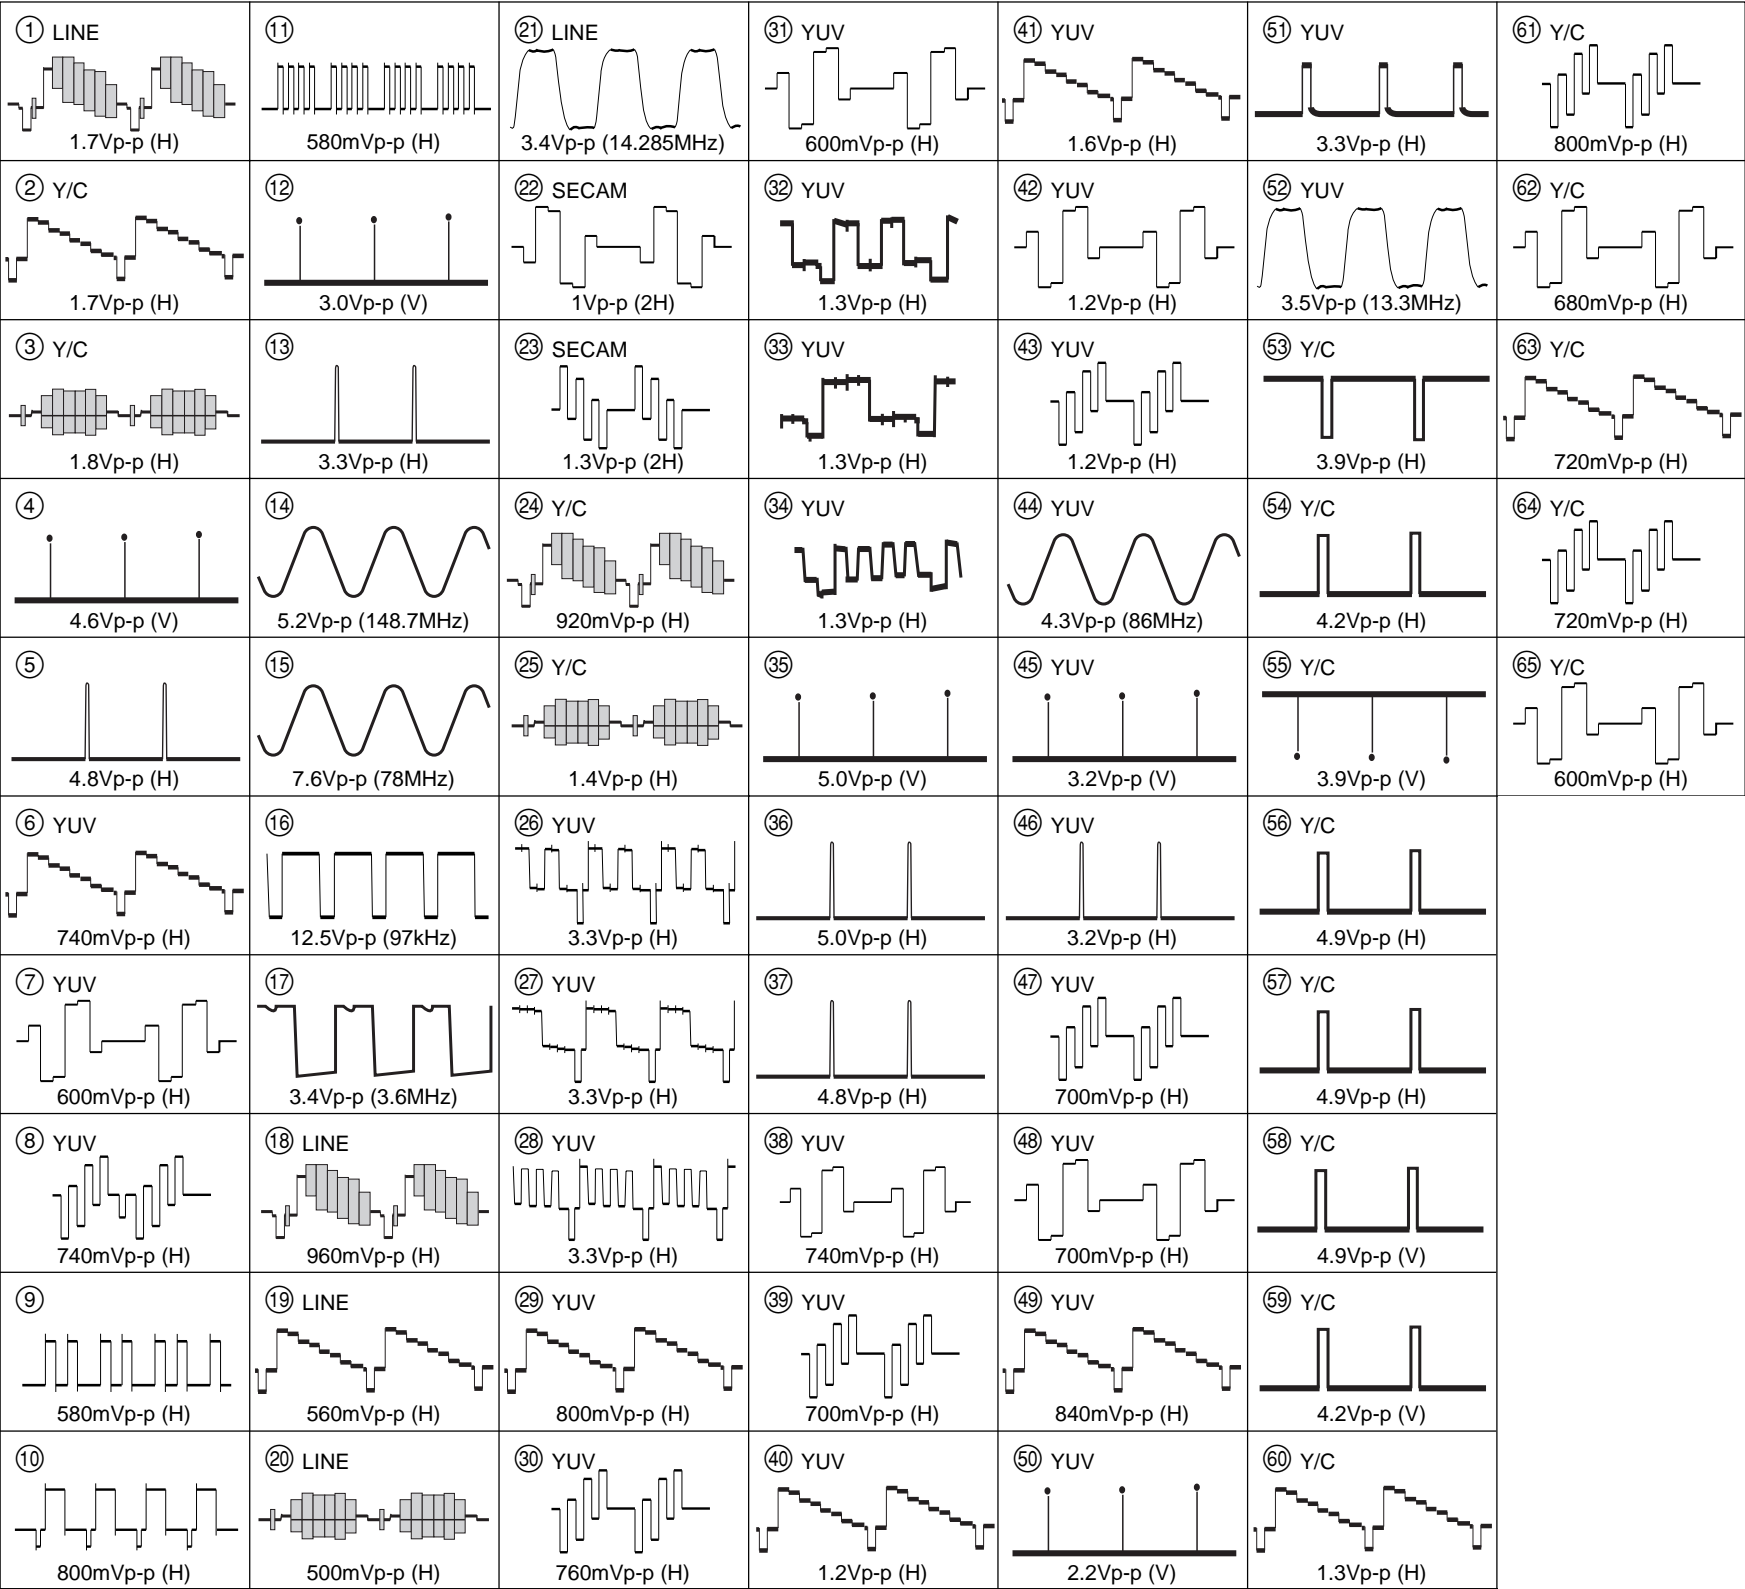 ① LINE
1.7Vp-p (H)
② Y/C
1.7Vp-p (H)
③ Y/C
1.8Vp-p (H)
④
4.6Vp-p (V)
⑤
4.8Vp-p (H)
⑥ YUV
740mVp-p (H)
⑦ YUV
600mVp-p (H)
⑧ YUV
740mVp-p (H)
⑨
580mVp-p (H)
⑩
800mVp-p (H)
⑪
580mVp-p (H)
⑫
3.0Vp-p (V)
⑬
3.3Vp-p (H)
⑭
5.2Vp-p (148.7MHz)
⑮
7.6Vp-p (78MHz)
⑯
12.5Vp-p (97kHz)
⑰
3.4Vp-p (3.6MHz)
⑱ LINE
960mVp-p (H)
⑲ LINE
560mVp-p (H)
⑳ LINE
500mVp-p (H)
㉑ LINE
3.4Vp-p (14.285MHz)
㉒ SECAM
1Vp-p (2H)
㉓ SECAM
1.3Vp-p (2H)
㉔ Y/C
920mVp-p (H)
㉕ Y/C
1.4Vp-p (H)
㉖ YUV
3.3Vp-p (H)
㉗ YUV
3.3Vp-p (H)
㉘ YUV
3.3Vp-p (H)
㉙ YUV
800mVp-p (H)
㉚ YUV
760mVp-p (H)
㉛ YUV
600mVp-p (H)
㉜ YUV
1.3Vp-p (H)
㉝ YUV
1.3Vp-p (H)
㉞ YUV
1.3Vp-p (H)
㉟
5.0Vp-p (V)
㊱
5.0Vp-p (H)
㊲
4.8Vp-p (H)
㊳ YUV
740mVp-p (H)
㊴ YUV
700mVp-p (H)
㊵ YUV
1.2Vp-p (H)
㊶ YUV
1.6Vp-p (H)
㊷ YUV
1.2Vp-p (H)
㊸ YUV
1.2Vp-p (H)
㊹ YUV
4.3Vp-p (86MHz)
㊺ YUV
3.2Vp-p (V)
㊻ YUV
3.2Vp-p (H)
㊼ YUV
700mVp-p (H)
㊽ YUV
700mVp-p (H)
㊾ YUV
840mVp-p (H)
㊿ YUV
2.2Vp-p (V)
51 YUV
3.3Vp-p (H)
52 YUV
3.5Vp-p (13.3MHz)
53 Y/C
3.9Vp-p (H)
54 Y/C
4.2Vp-p (H)
55 Y/C
3.9Vp-p (V)
56 Y/C
4.9Vp-p (H)
57 Y/C
4.9Vp-p (H)
58 Y/C
4.9Vp-p (V)
59 Y/C
4.2Vp-p (V)
60 Y/C
1.3Vp-p (H)
61 Y/C
800mVp-p (H)
62 Y/C
680mVp-p (H)
63 Y/C
720mVp-p (H)
64 Y/C
720mVp-p (H)
65 Y/C
600mVp-p (H)